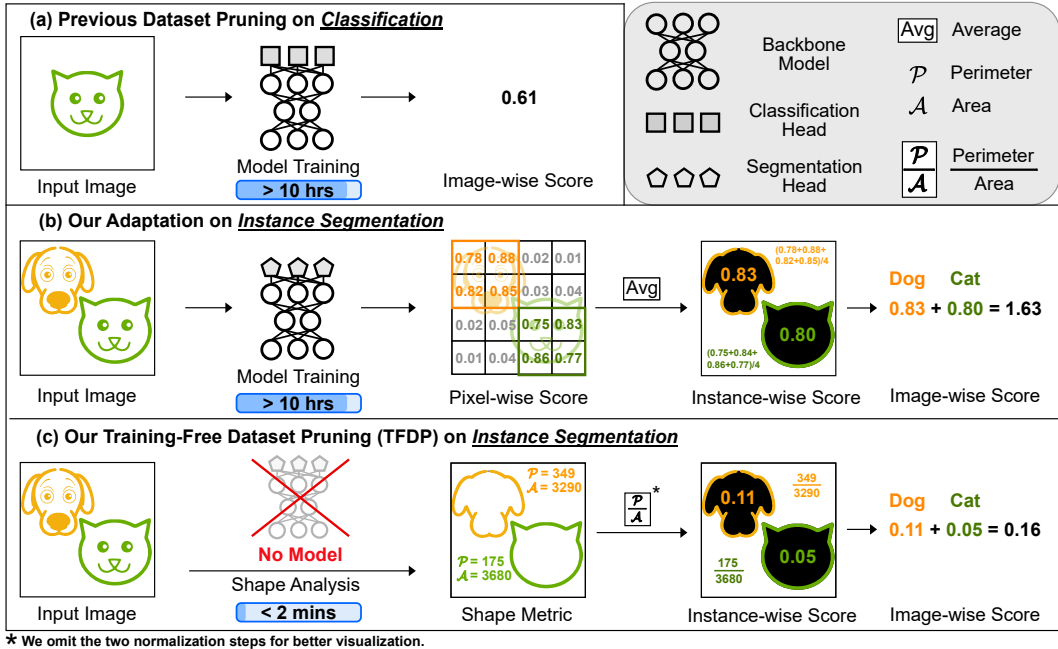 (a) Previous Dataset Pruning on Classification
Input Image
Model Training
> 10 hrs
0.61
Image-wise Score
Backbone
Model
Classification
Head
Segmentation
Head
Avg Average
𝒫 Perimeter
𝒜 Area
𝒫 Perimeter
𝒜 Area
(b) Our Adaptation on Instance Segmentation
Input Image
Model Training
> 10 hrs
0.78 0.88 0.02 0.01
0.82 0.85 0.03 0.04
0.02 0.05 0.75 0.83
0.01 0.04 0.86 0.77
Pixel-wise Score
Avg
(0.78+0.88+
0.82+0.85)/4
0.83
0.80
(0.75+0.84+
0.86+0.77)/4
Instance-wise Score
Dog Cat
0.83 + 0.80 = 1.63
Image-wise
Score
(c) Our Training-Free Dataset Pruning (TFDP) on Instance Segmentation
Input Image
No Model
Shape Analysis
< 2 mins
𝒫 = 349
𝒜 = 3290
𝒫 = 175
𝒜 = 3680
Shape Metric
𝒫 *
𝒜
0.11
349
3290
0.05
175
3680
Instance-wise Score
Dog Cat
0.11 + 0.05 = 0.16
Image-wise
Score
* We omit the two normalization steps for better visualization.